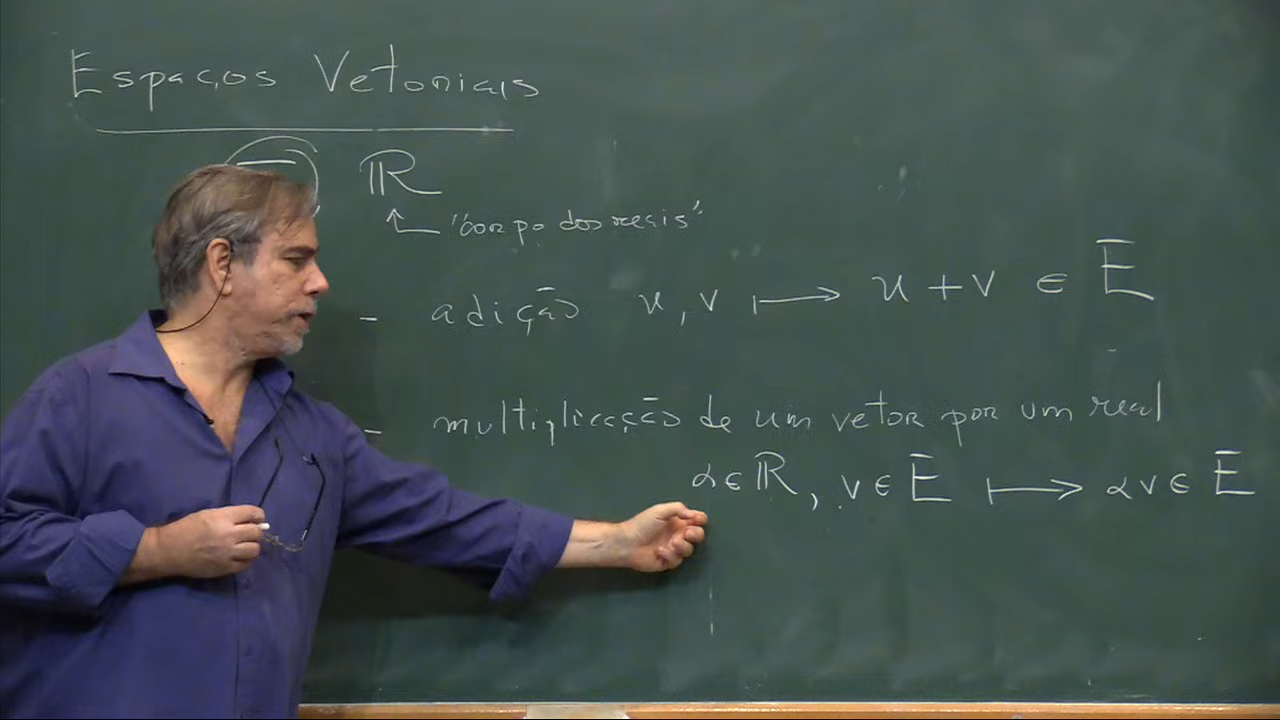 Espaços Vetoriais
ℝ
"corpo dos reais"
- adição u, v ↦ u + v ∈ E
- multiplicação de um vetor por um real
α ∈ ℝ, v ∈ E ↦ αv ∈ E